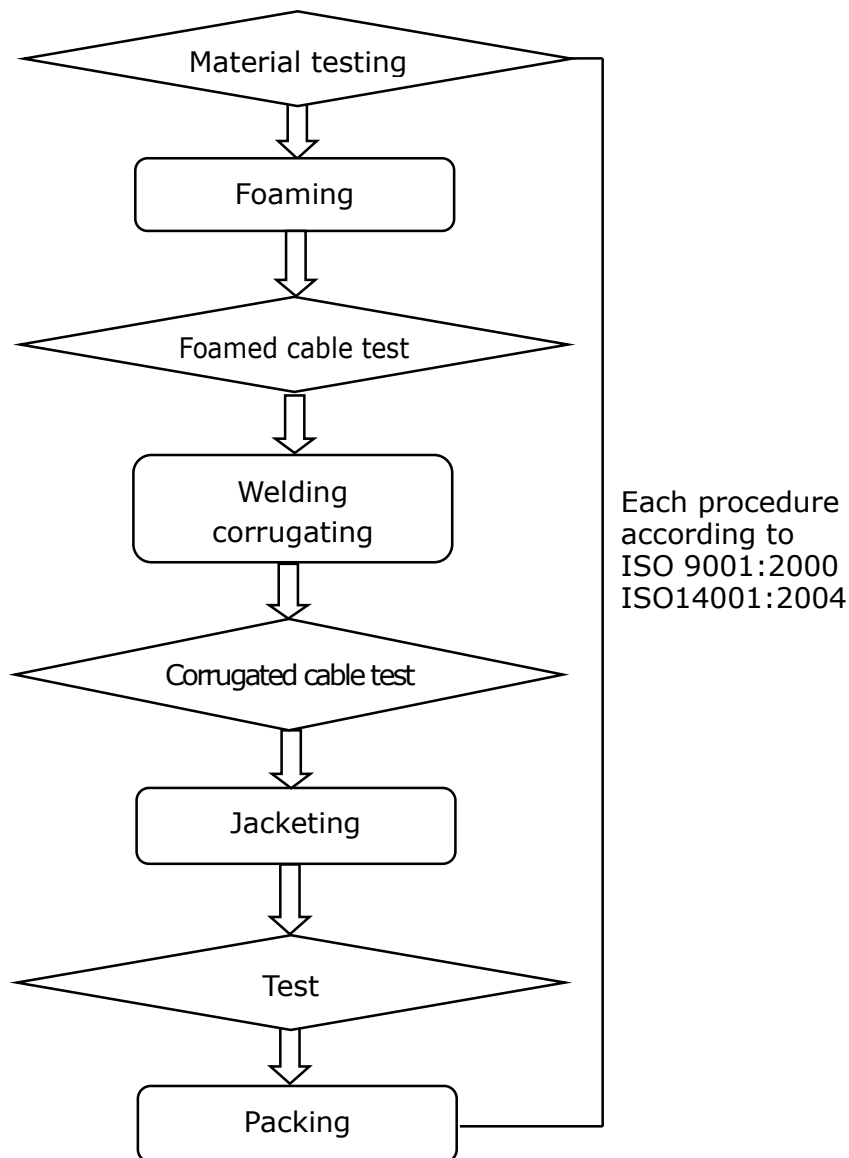 Material testing
Foaming
Foamed cable test
Welding
corrugating
Each procedure
according to
ISO 9001:2000
ISO14001:2004
Corrugated cable test
Jacketing
Test
Packing